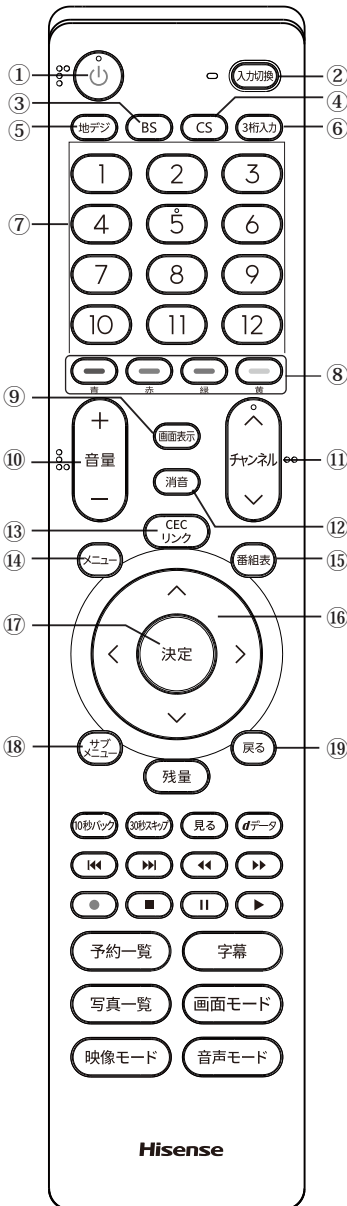 ①
入力切換 ②
③ ④
⑤ 地デジ BS CS 3桁入力 ⑥
1 2 3
⑦ 4 5 6
7 8 9
10 11 12
⑧
青 赤 緑 黄
⑨
+
画面表示
⑩ 音量 チャンネル ⑪
消音
−
⑫
⑬ CEC
リンク
⑭ メニュー 番組表 ⑮
⑯
⑰
決定
⑱ サブ
メニュー 戻る ⑲
残量
10秒バック 30秒スキップ 見る dデータ
予約一覧 字幕
写真一覧 画面モード
映像モード 音声モード
Hisense